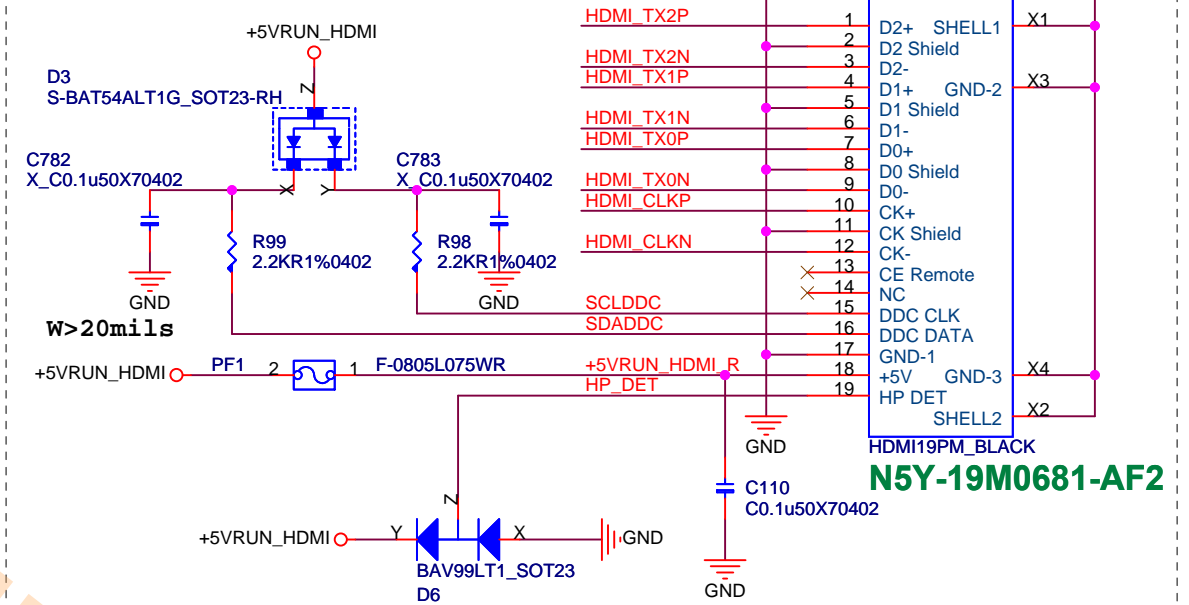 HDMI_TX2P
1
D2+
SHELL1
X1
+5VRUN_HDMI
2
D2 Shield
HDMI_TX2N
3
D2-
D3
HDMI_TX1P
4
D1+
GND-2
X3
S-BAT54ALT1G_SOT23-RH
Z
5
D1 Shield
HDMI_TX1N
6
D1-
HDMI_TX0P
7
D0+
C782
X_C0.1u50X70402
C783
X_C0.1u50X70402
8
D0 Shield
HDMI_TX0N
9
D0-
X
Y
HDMI_CLKP
10
CK+
11
CK Shield
R99
2.2KR1%0402
R98
2.2KR1%0402
HDMI_CLKN
12
CK-
13
CE Remote
14
NC
GND
GND
SCLDDC
15
DDC CLK
W>20mils
SDADDC
16
DDC DATA
17
GND-1
+5VRUN_HDMI
PF1
2
1
F-0805L075WR
+5VRUN_HDMI_R
18
+5V
GND-3
X4
HP_DET
19
HP DET
SHELL2
X2
GND
HDMI19PM_BLACK
N5Y-19M0681-AF2
Z
C110
C0.1u50X70402
+5VRUN_HDMI
Y
X
GND
BAV99LT1_SOT23
D6
GND